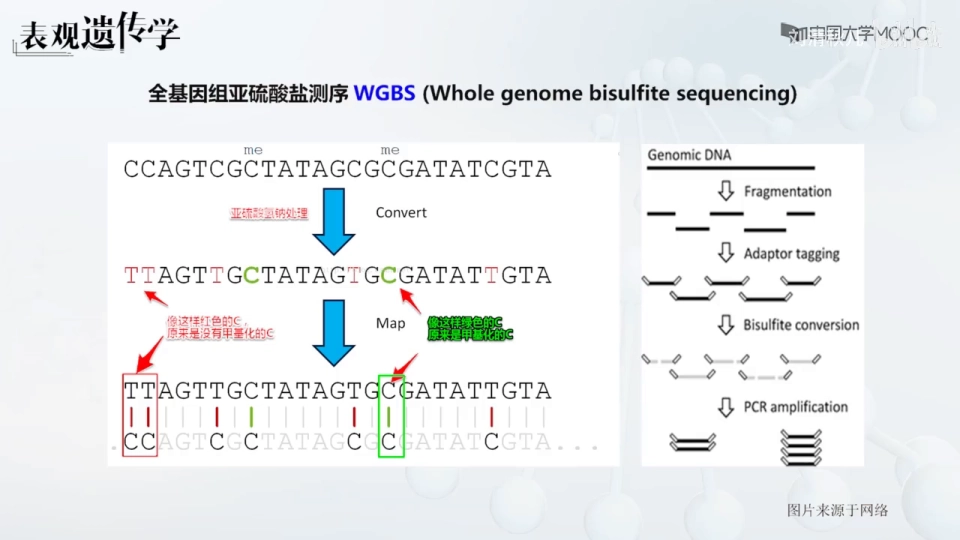 表观遗传学
中国大学MOOC
全基因组亚硫酸盐测序 WGBS (Whole genome bisulfite sequencing)
me me
CCAGTCGCTATAGCGCGATATCGTA
亚硫酸氢钠处理
Convert
TTAGTTGCTATAGTGCGATATTGTA
像这样红色的C，
原来是没有甲基化的C
Map
像这样绿色的C
原来是甲基化的C
TTAGTTGCTATAGTGCGATATTGTA
.CCAGTCGCTATAGCGCGATATCGTA...
Genomic DNA
Fragmentation
Adaptor tagging
Bisulfite conversion
PCR amplification
图片来源于网络